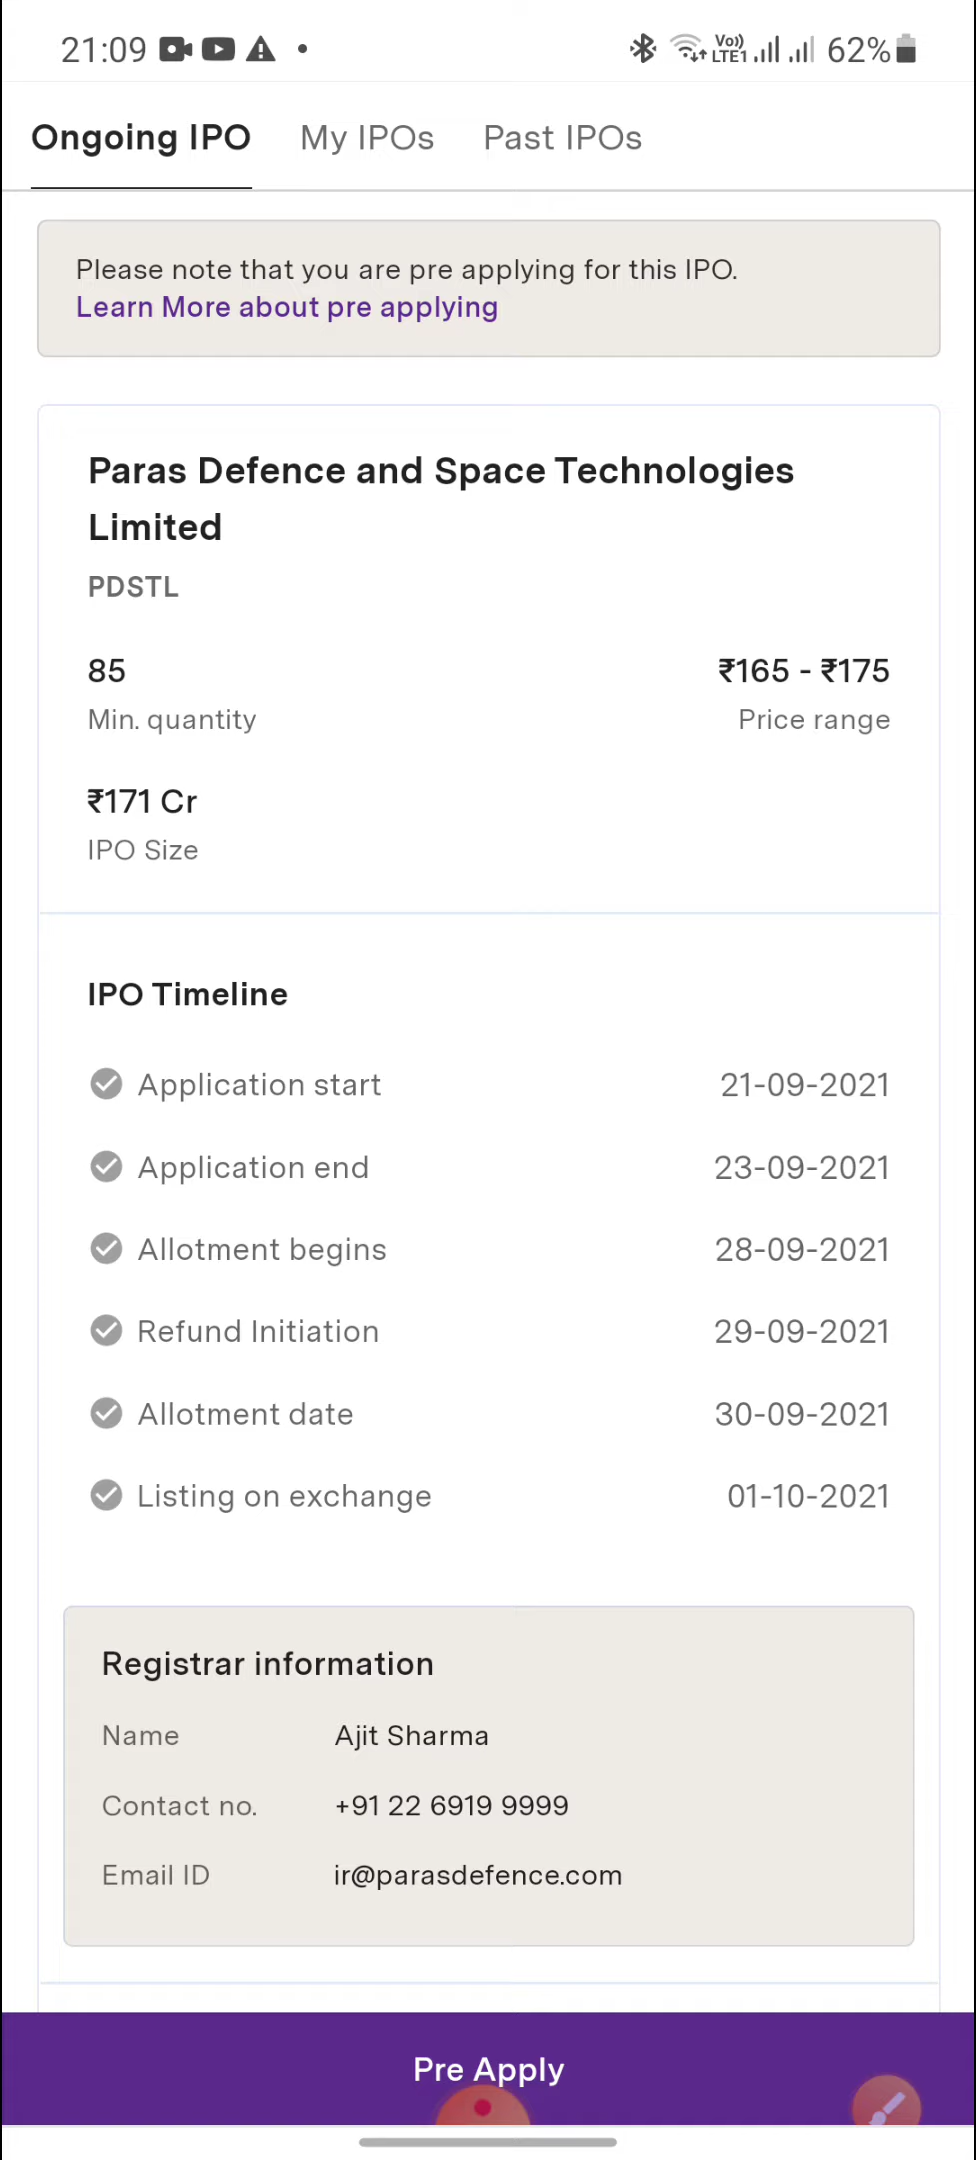 21:09 Vo)) LTE1 62%
Ongoing IPO My IPOs Past IPOs
Please note that you are pre applying for this IPO.
Learn More about pre applying
Paras Defence and Space Technologies
Limited
PDSTL
85 ₹165 - ₹175
Min. quantity Price range
₹171 Cr
IPO Size
IPO Timeline
Application start 21-09-2021
Application end 23-09-2021
Allotment begins 28-09-2021
Refund Initiation 29-09-2021
Allotment date 30-09-2021
Listing on exchange 01-10-2021
Registrar information
Name Ajit Sharma
Contact no. +91 22 6919 9999
Email ID ir@parasdefence.com
Pre Apply